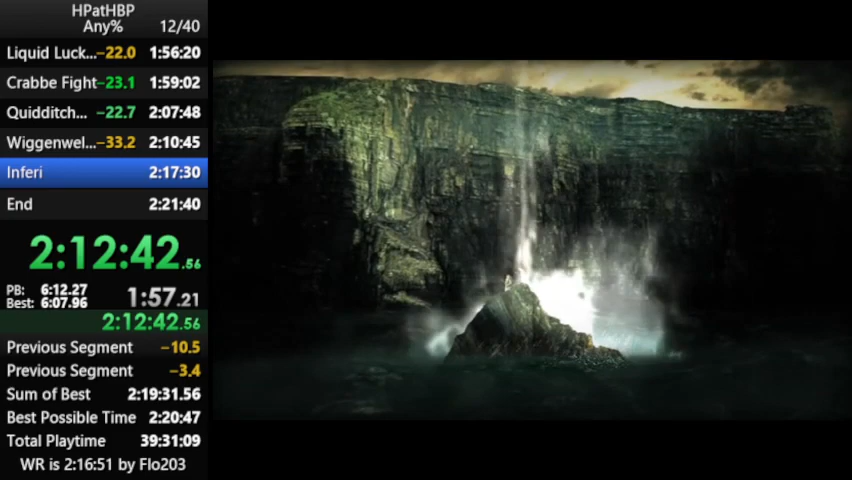 HPatHBP
Any% 12/40
Liquid Luck... −22.0 1:56:20
Crabbe Fight −23.1 1:59:02
Quidditch... −22.7 2:07:48
Wiggenwel... −33.2 2:10:45
Inferi 2:17:30
End 2:21:40
2:12:42.56
PB: 6:12.27
Best: 6:07.96 1:57.21
2:12:42.56
Previous Segment −10.5
Previous Segment −3.4
Sum of Best 2:19:31.56
Best Possible Time 2:20:47
Total Playtime 39:31:09
WR is 2:16:51 by Flo203